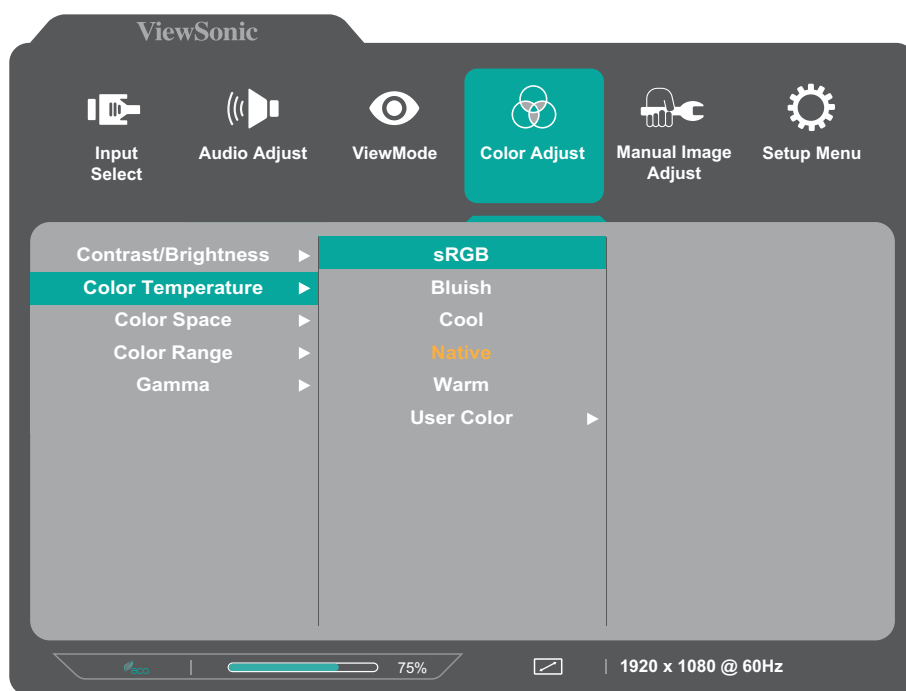 ViewSonic
Input
Select
Audio Adjust
ViewMode
Color Adjust
Manual Image
Adjust
Setup Menu
Contrast/Brightness
Color Temperature
Color Space
Color Range
Gamma
sRGB
Bluish
Cool
Native
Warm
User Color
eco
75%
1920 x 1080 @ 60Hz